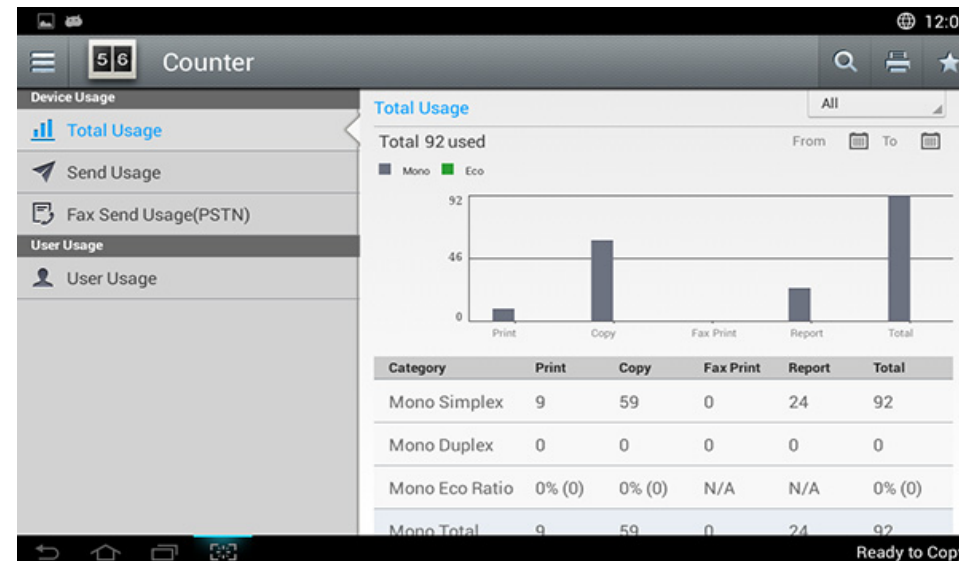 12:0
5 6 Counter
Device Usage
Total Usage
Send Usage
Fax Send Usage(PSTN)
User Usage
User Usage
Total Usage
All
Total 92 used
From To
Mono Eco
92
46
0
Print Copy Fax Print Report Total
Category Print Copy Fax Print Report Total
Mono Simplex 9 59 0 24 92
Mono Duplex 0 0 0 0 0
Mono Eco Ratio 0% (0) 0% (0) N/A N/A 0% (0)
Mono Total 9 59 0 24 92
Ready to Cop